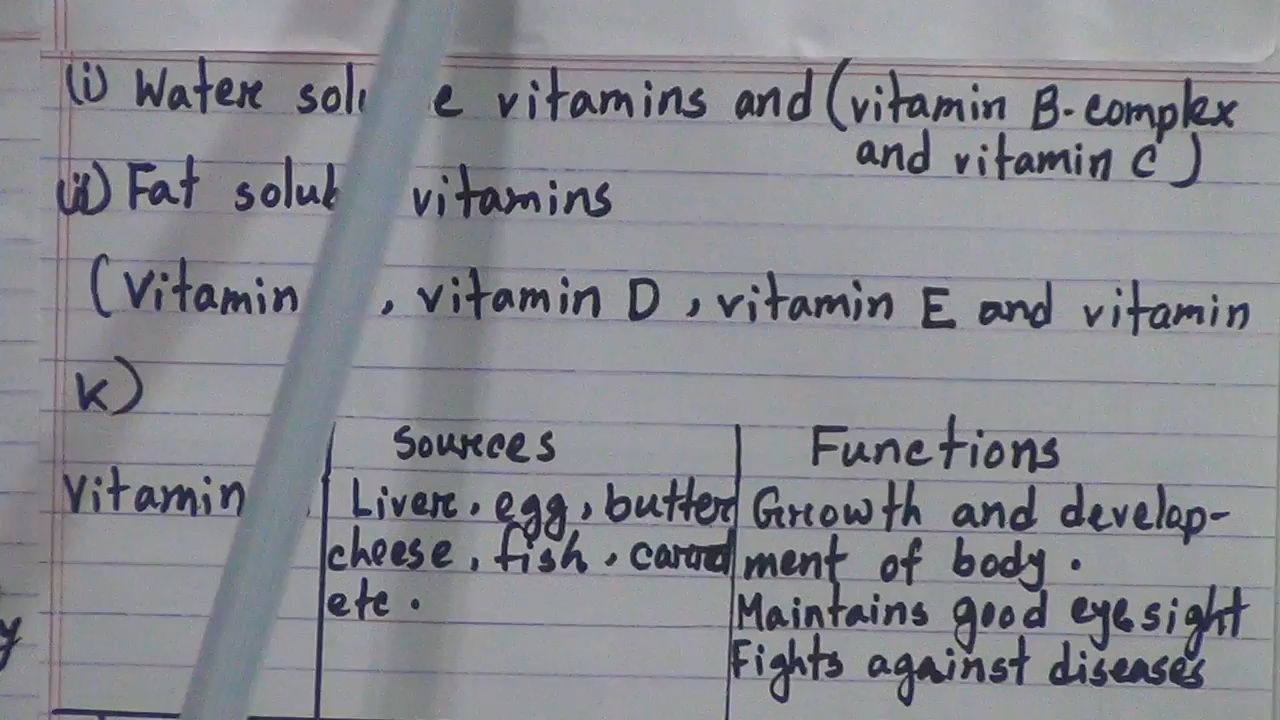 (i) Water sol e vitamins and (vitamin B-complex
and vitamin C)
(ii) Fat solub vitamins
(Vitamin , vitamin D, vitamin E and vitamin
K)
Sources Functions
Vitamin Liver, egg, butter Growth and develop-
cheese, fish, carrot ment of body.
etc. Maintains good eyesight
Fights against diseases